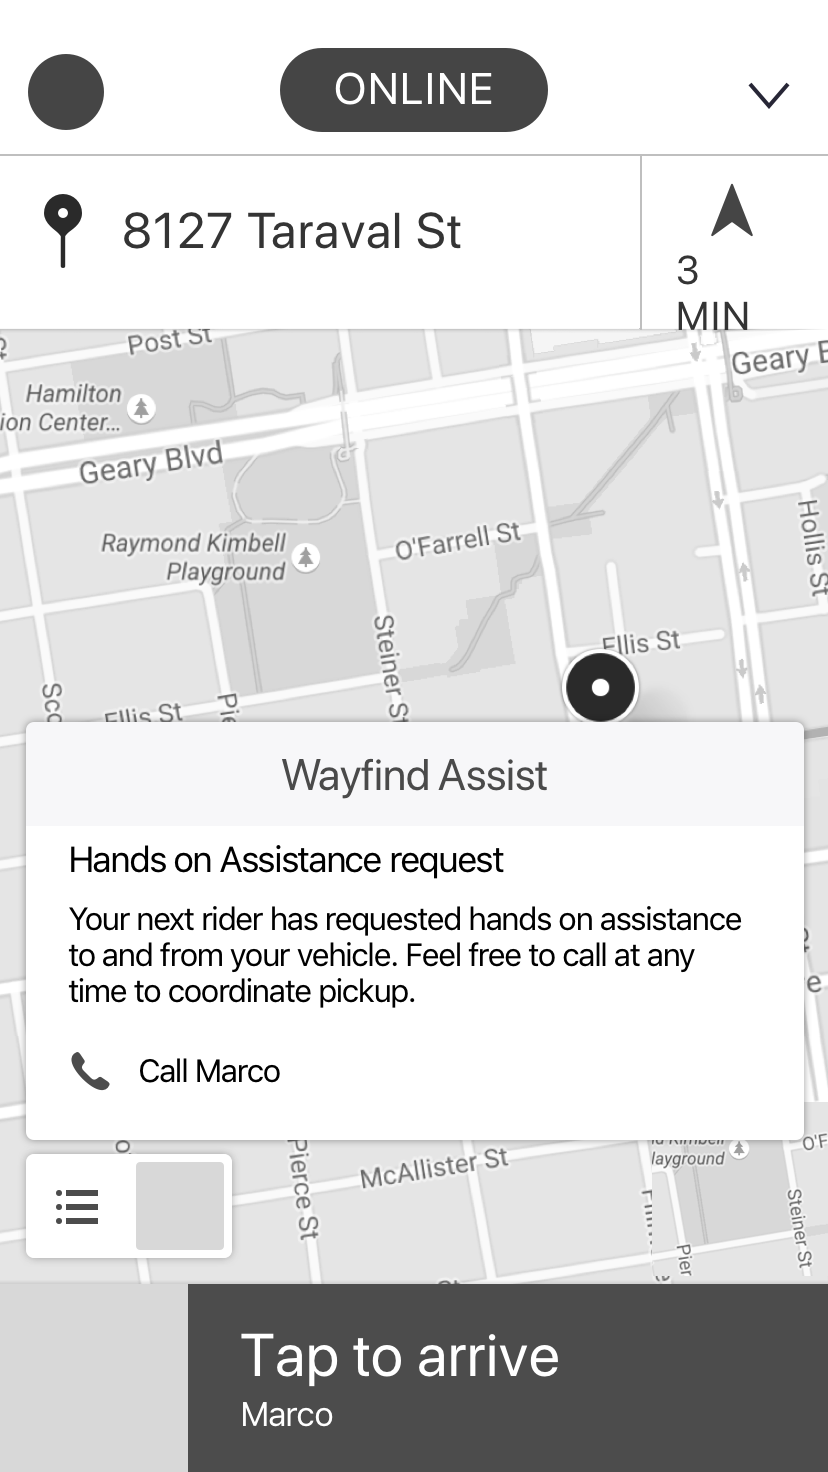 ONLINE
8127 Taraval St
3
MIN
Post St
Geary B
Hamilton
ion Center...
Geary Blvd
Raymond Kimbell
Playground
O'Farrell St
Hollis St
Steiner St
Ellis St
Sco
Pie
Ellis St
Wayfind Assist
Hands on Assistance request
Your next rider has requested hands on assistance
to and from your vehicle. Feel free to call at any
time to coordinate pickup.
Call Marco
Pierce St
McAllister St
layground
O'F
Steiner St
Pier
Tap to arrive
Marco